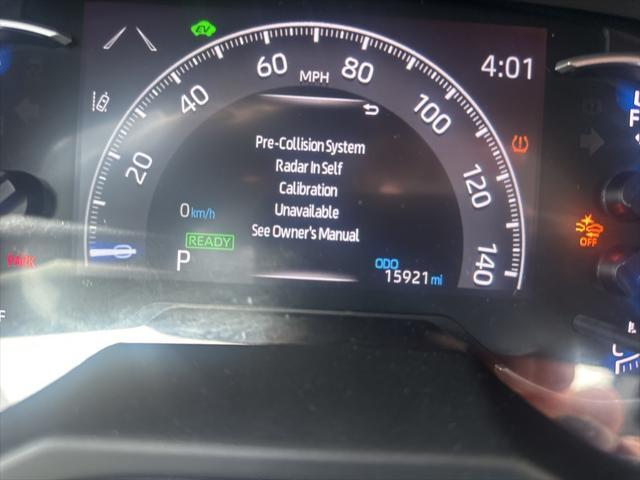 EV
4:01
60
MPH
80
40
100
20
120
140
Pre-Collision System
Radar In Self
Calibration
Unavailable
See Owner's Manual
0 km/h
READY
P
ODO
15921 mi
PARK
OFF